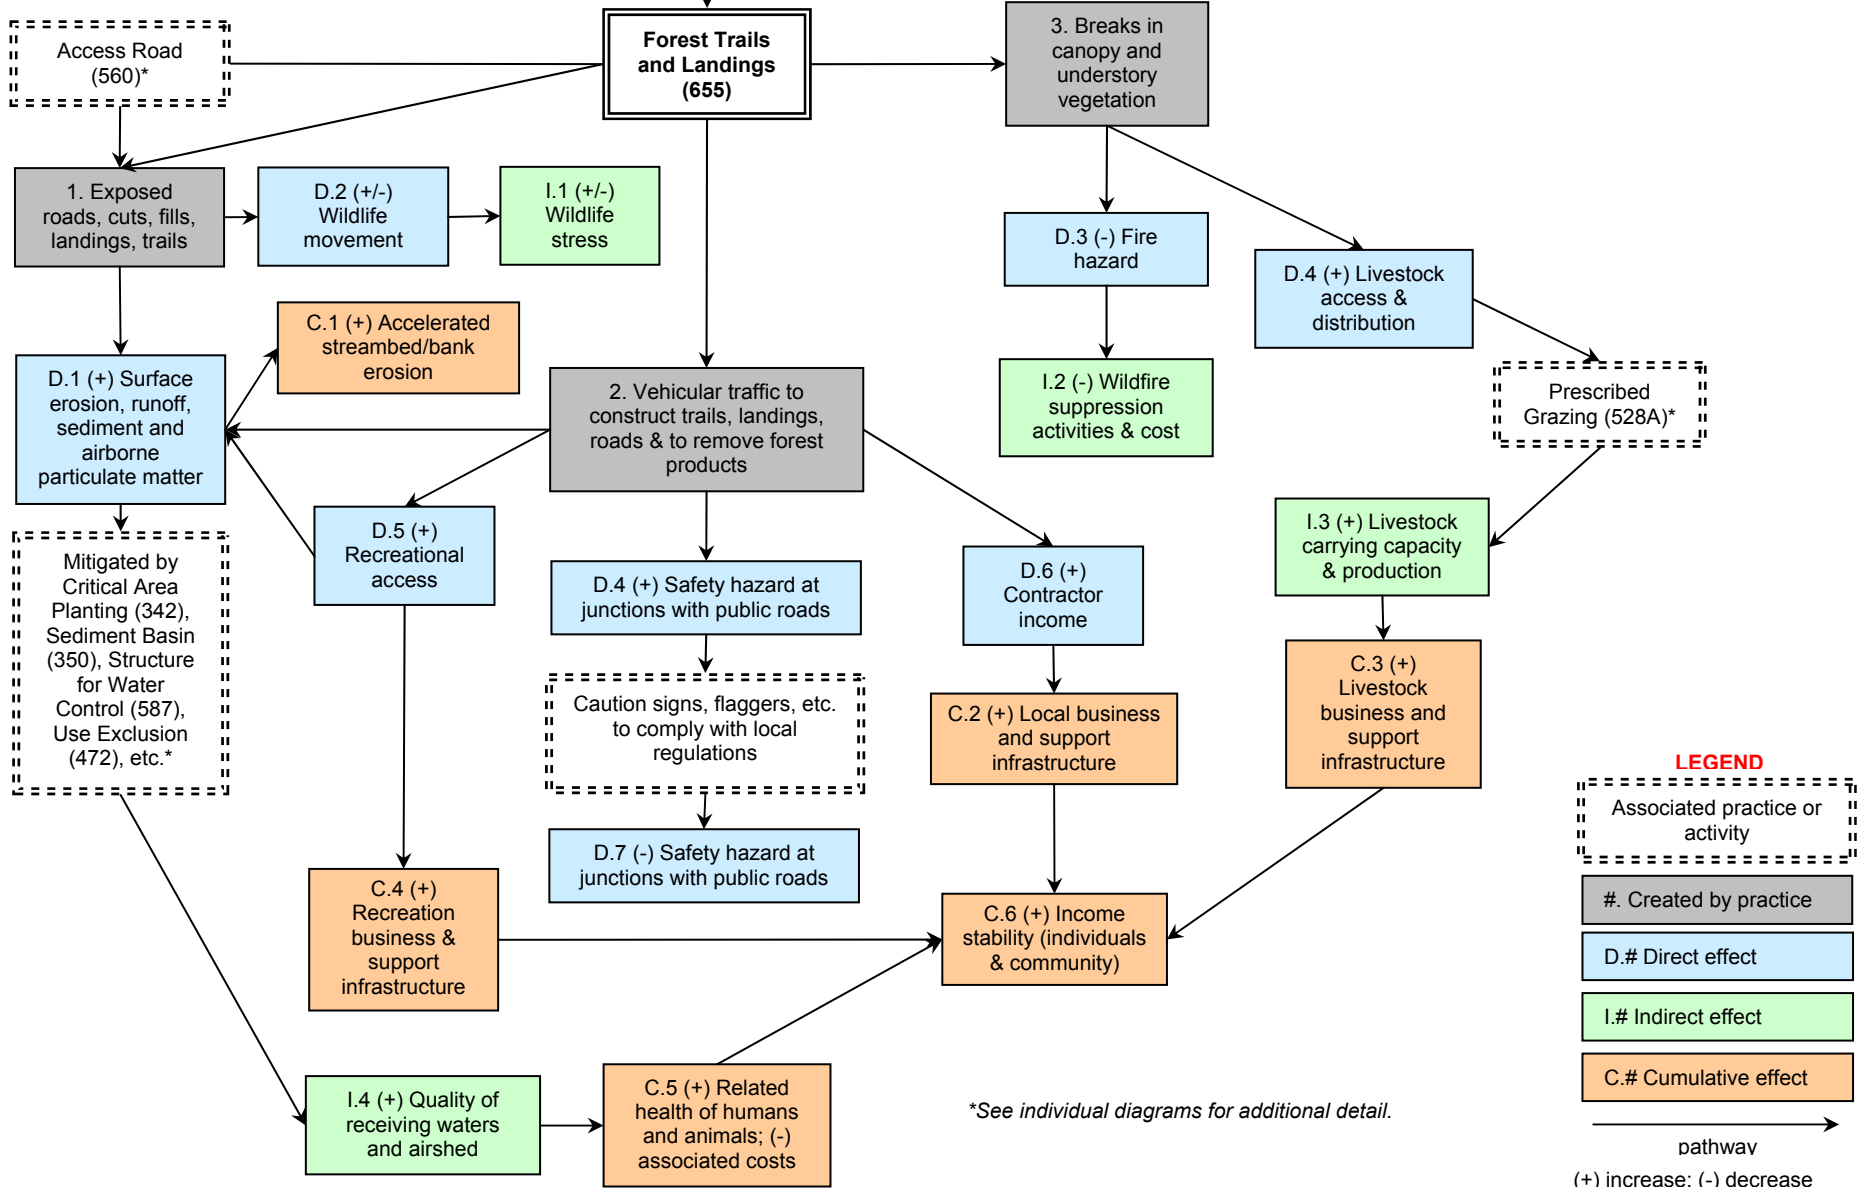 Access Road
(560)*
Forest Trails
and Landings
(655)
3. Breaks in
canopy and
understory
vegetation
1. Exposed
roads, cuts, fills,
landings, trails
D.2 (+/-)
Wildlife
movement
I.1 (+/-)
Wildlife
stress
D.3 (-) Fire
hazard
D.4 (+) Livestock
access &
distribution
C.1 (+) Accelerated
streambed/bank
erosion
D.1 (+) Surface
erosion, runoff,
sediment and
airborne
particulate matter
2. Vehicular traffic to
construct trails, landings,
roads & to remove forest
products
I.2 (-) Wildfire
suppression
activities & cost
Prescribed
Grazing (528A)*
D.5 (+)
Recreational
access
I.3 (+) Livestock
carrying capacity
& production
Mitigated by
Critical Area
Planting (342),
Sediment Basin
(350), Structure
for Water
Control (587),
Use Exclusion
(472), etc.*
D.4 (+) Safety hazard at
junctions with public roads
D.6 (+)
Contractor
income
C.3 (+)
Livestock
business and
support
infrastructure
Caution signs, flaggers, etc.
to comply with local
regulations
C.2 (+) Local business
and support
infrastructure
D.7 (-) Safety hazard at
junctions with public roads
C.4 (+)
Recreation
business &
support
infrastructure
C.6 (+) Income
stability (individuals
& community)
I.4 (+) Quality of
receiving waters
and airshed
C.5 (+) Related
health of humans
and animals; (-)
associated costs
*See individual diagrams for additional detail.
LEGEND
Associated practice or
activity
#. Created by practice
D.# Direct effect
I.# Indirect effect
C.# Cumulative effect
pathway
(+) increase; (-) decrease